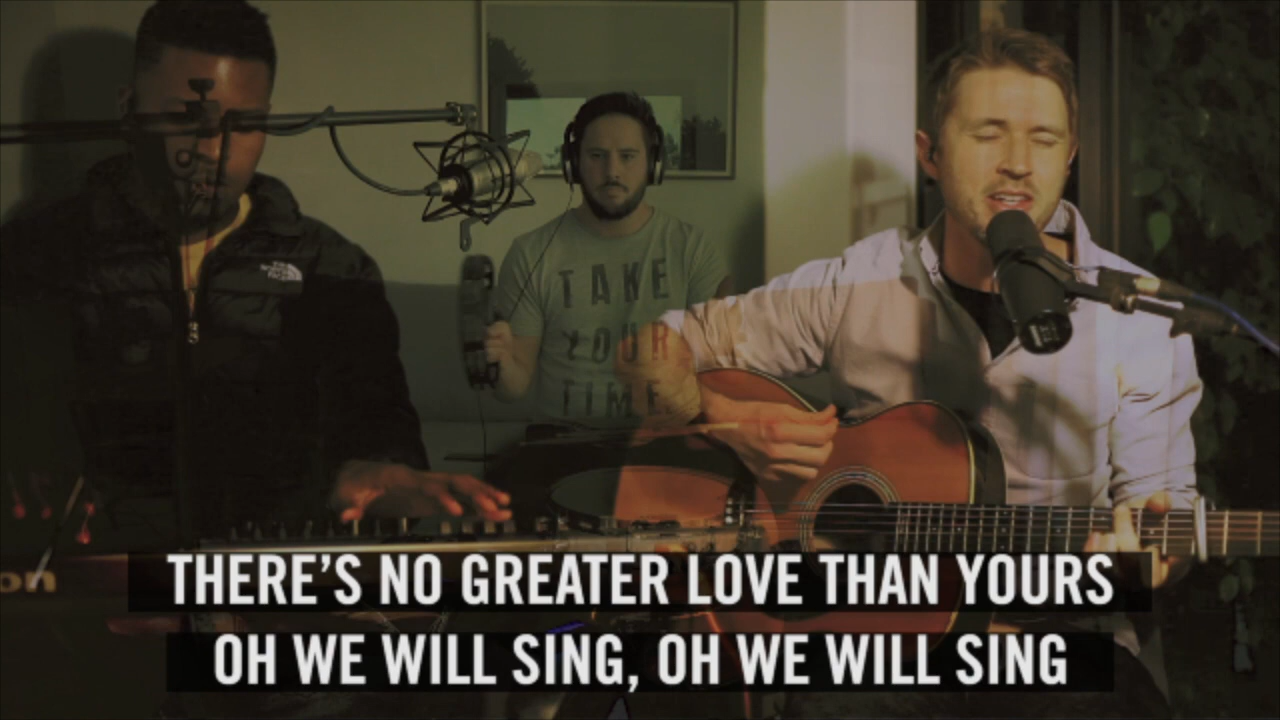 THE
NORTH
FACE
TAKE
YOUR
TIME
on
THERE'S NO GREATER LOVE THAN YOURS
OH WE WILL SING, OH WE WILL SING